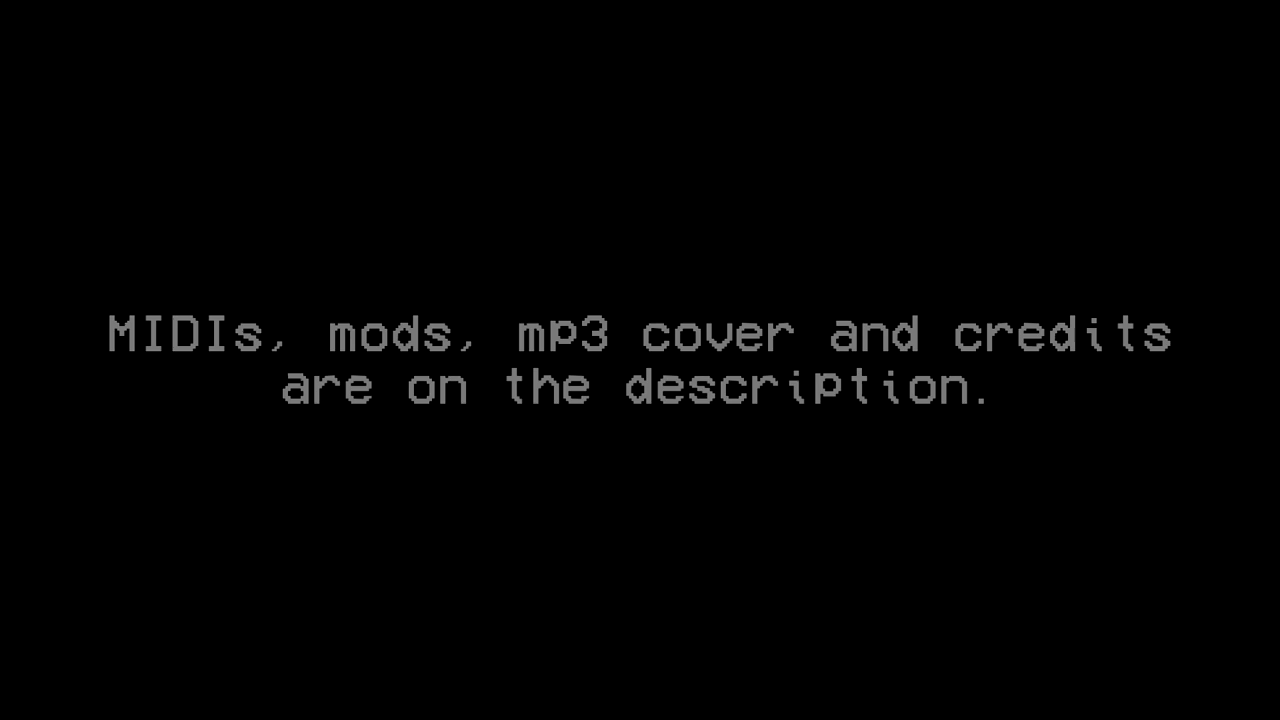 MIDIs, mods, mp3 cover and credits
are on the description.